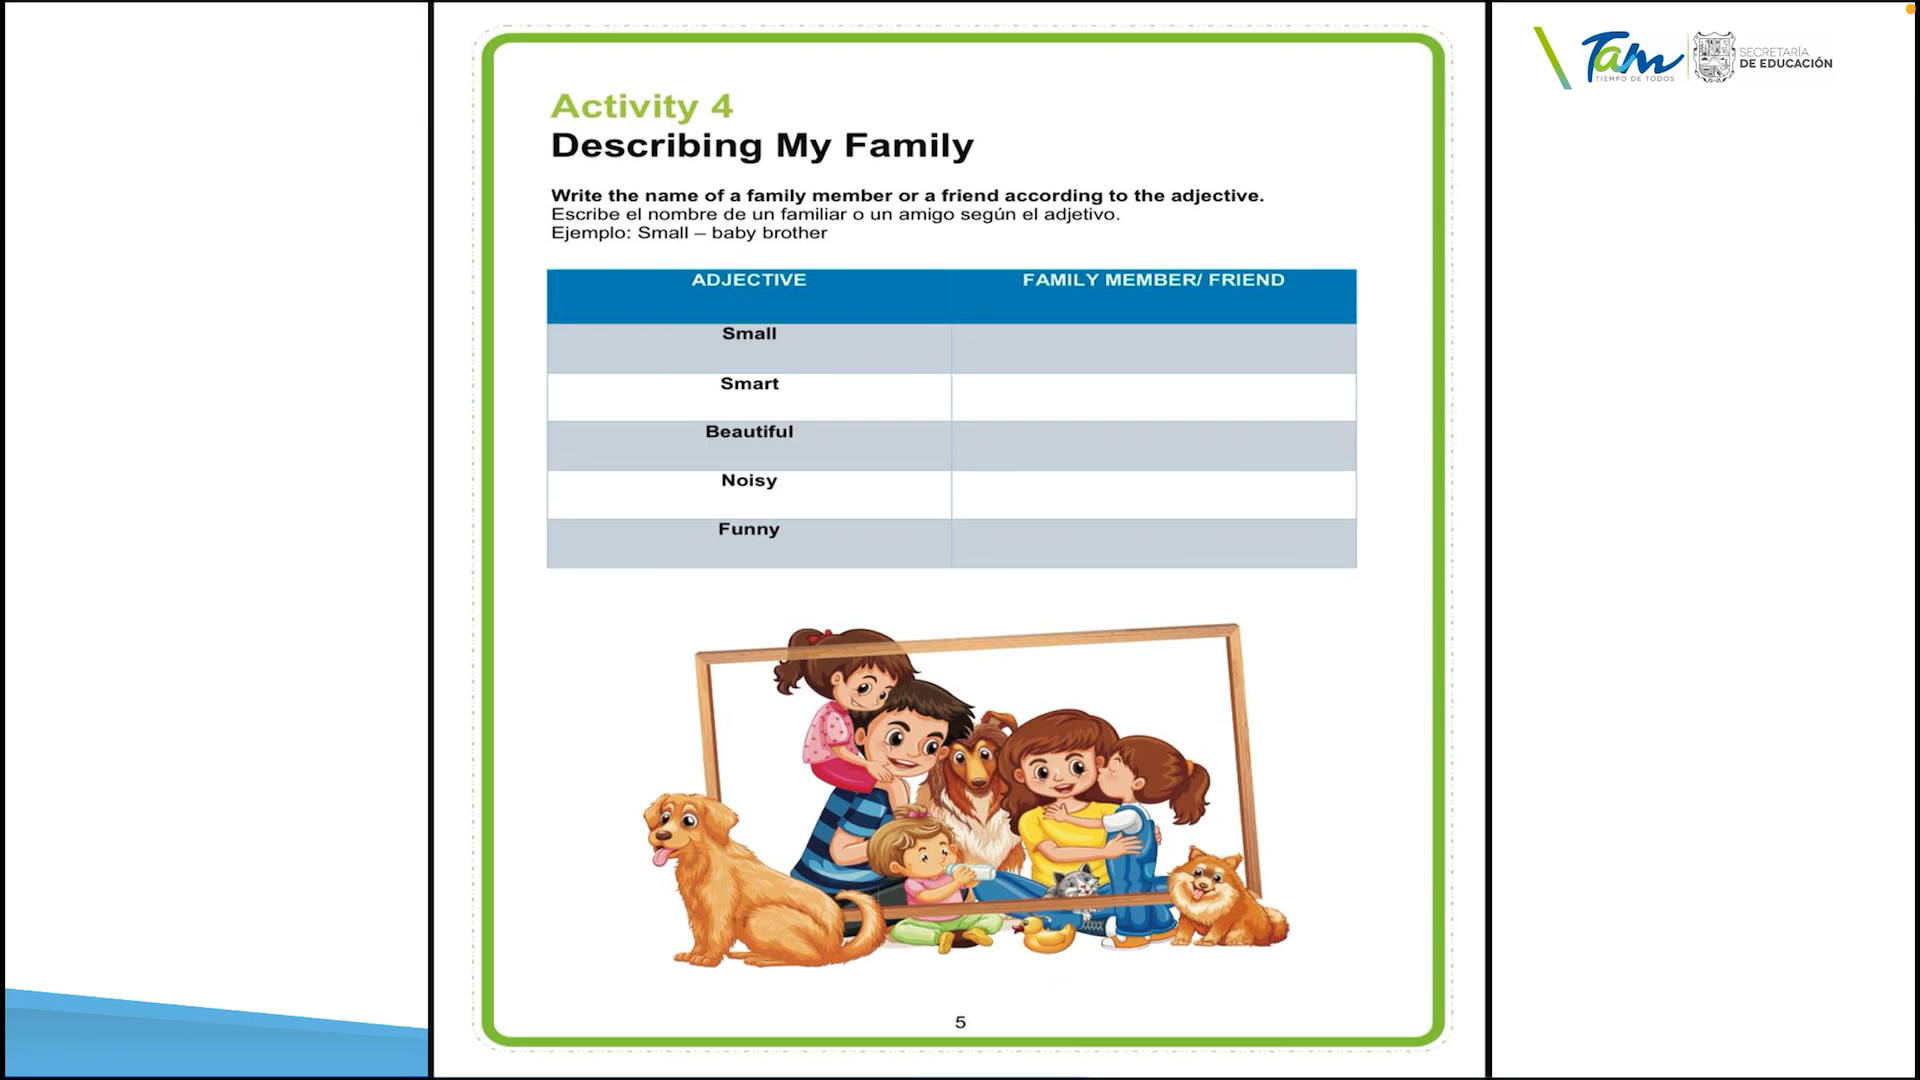 Activity 4
Describing My Family
Write the name of a family member or a friend according to the adjective.
Escribe el nombre de un familiar o un amigo según el adjetivo.
Ejemplo: Small – baby brother
ADJECTIVE FAMILY MEMBER/ FRIEND
Small
Smart
Beautiful
Noisy
Funny
5
Tam
TIEMPO DE TODOS
SECRETARÍA
DE EDUCACIÓN